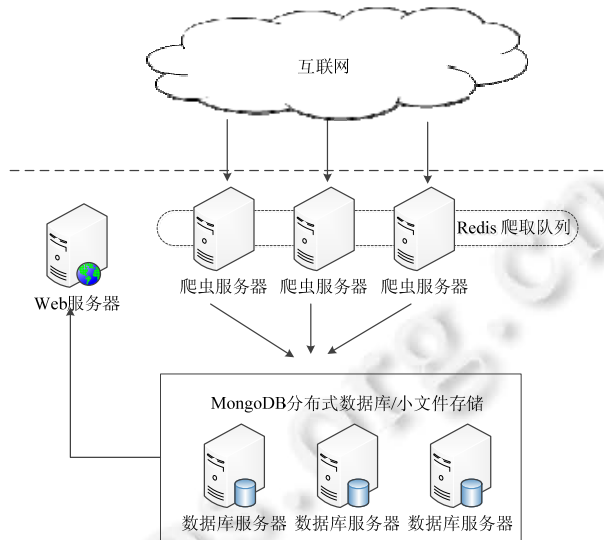 互联网
Redis 爬取队列
爬虫服务器
爬虫服务器
爬虫服务器
Web服务器
MongoDB分布式数据库/小文件存储
数据库服务器
数据库服务器
数据库服务器